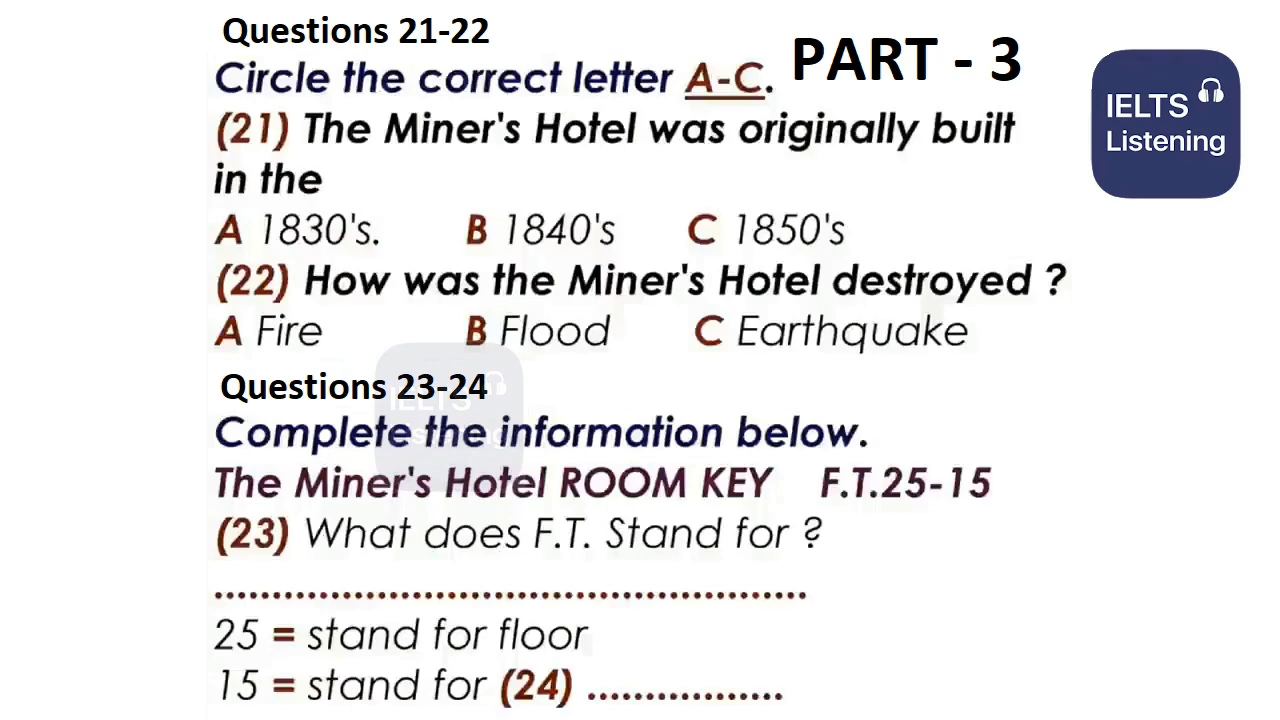 Questions 21-22
PART - 3
IELTS
Listening
Circle the correct letter A-C.
(21) The Miner's Hotel was originally built
in the
A 1830's. B 1840's C 1850's
(22) How was the Miner's Hotel destroyed ?
A Fire B Flood C Earthquake
Questions 23-24
IELTS
Listening
Complete the information below.
The Miner's Hotel ROOM KEY F.T.25-15
(23) What does F.T. Stand for ?
...................................................
25 = stand for floor
15 = stand for (24) .................